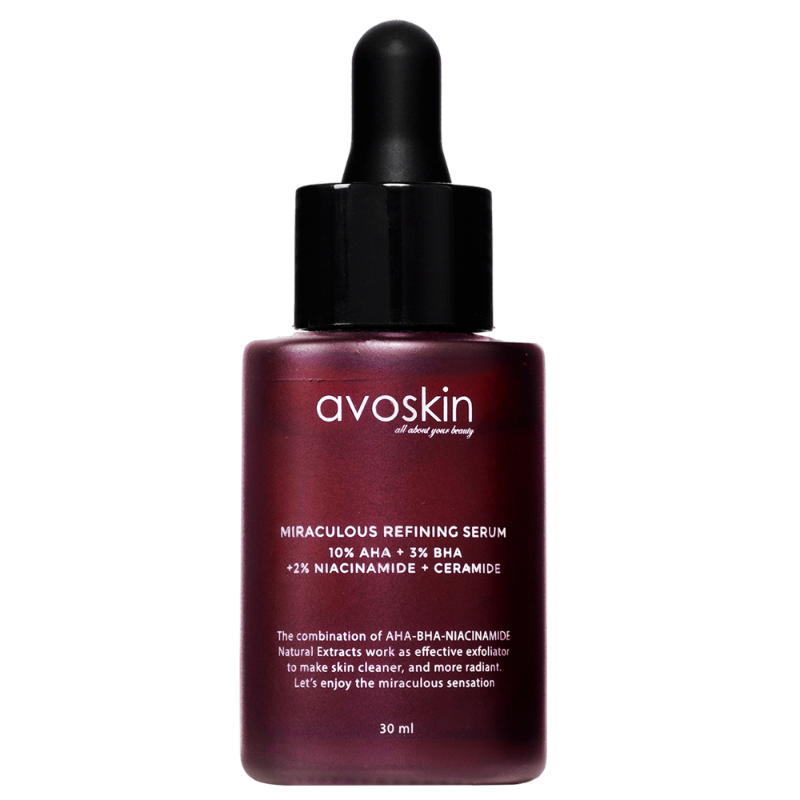 avoskin
all about your beauty
MIRACULOUS REFINING SERUM
10% AHA + 3% BHA
+2% NIACINAMIDE + CERAMIDE
The combination of AHA-BHA-NIACINAMIDE
Natural Extracts work as effective exfoliator
to make skin cleaner, and more radiant.
Let's enjoy the miraculous sensation
30 ml